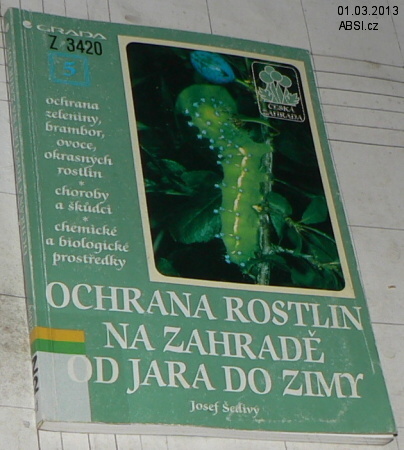 01.03.2013
ABSI.cz
GRADA
Z 3420
5
ochrana
zeleniny,
brambor,
ovoce,
okrasných
rostlin
choroby
a škůdci
chemické
a biologické
prostředky
ČESKÁ
ZAHRADA
OCHRANA ROSTLIN
NA ZAHRADĚ
OD JARA DO ZIMY
Josef Šedivý